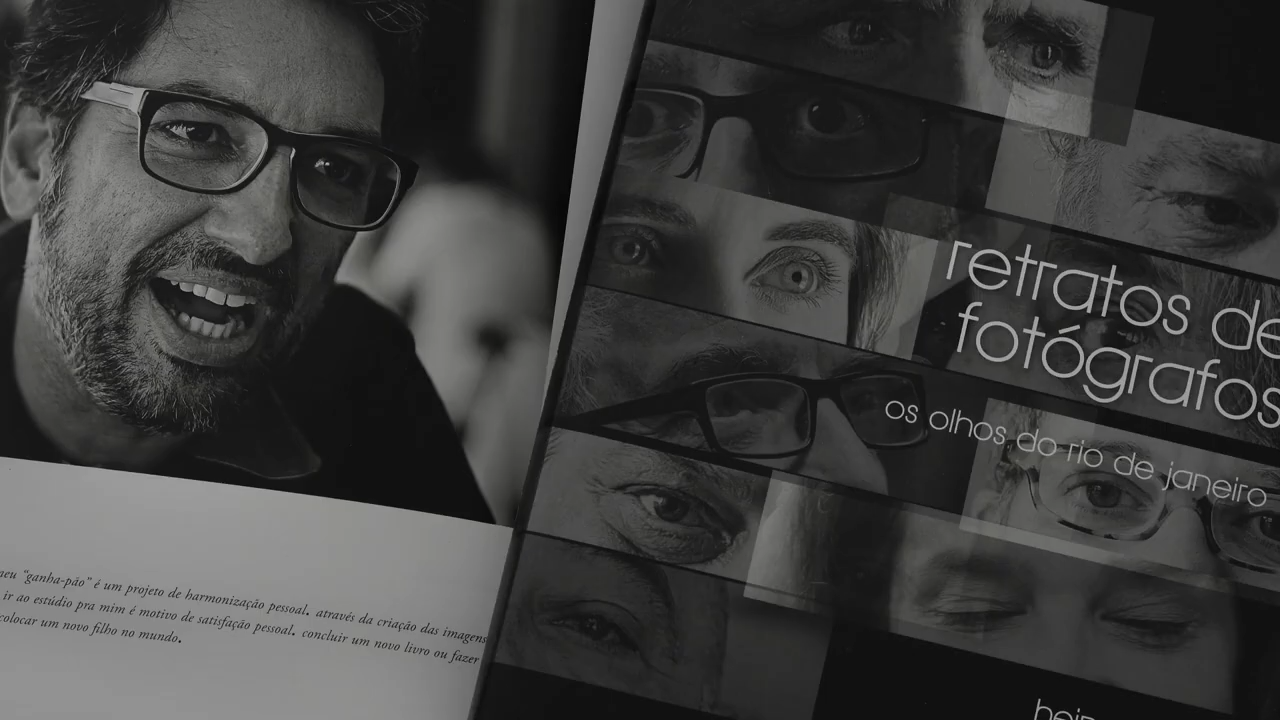 "ganha-pão" é um projeto de harmonização pessoal. através da criação das imagens
ir ao estúdio pra mim é motivo de satisfação pessoal. concluir um novo livro ou fazer
colocar um novo filho no mundo.
retratos de
fotógrafos
os olhos do rio de janeiro